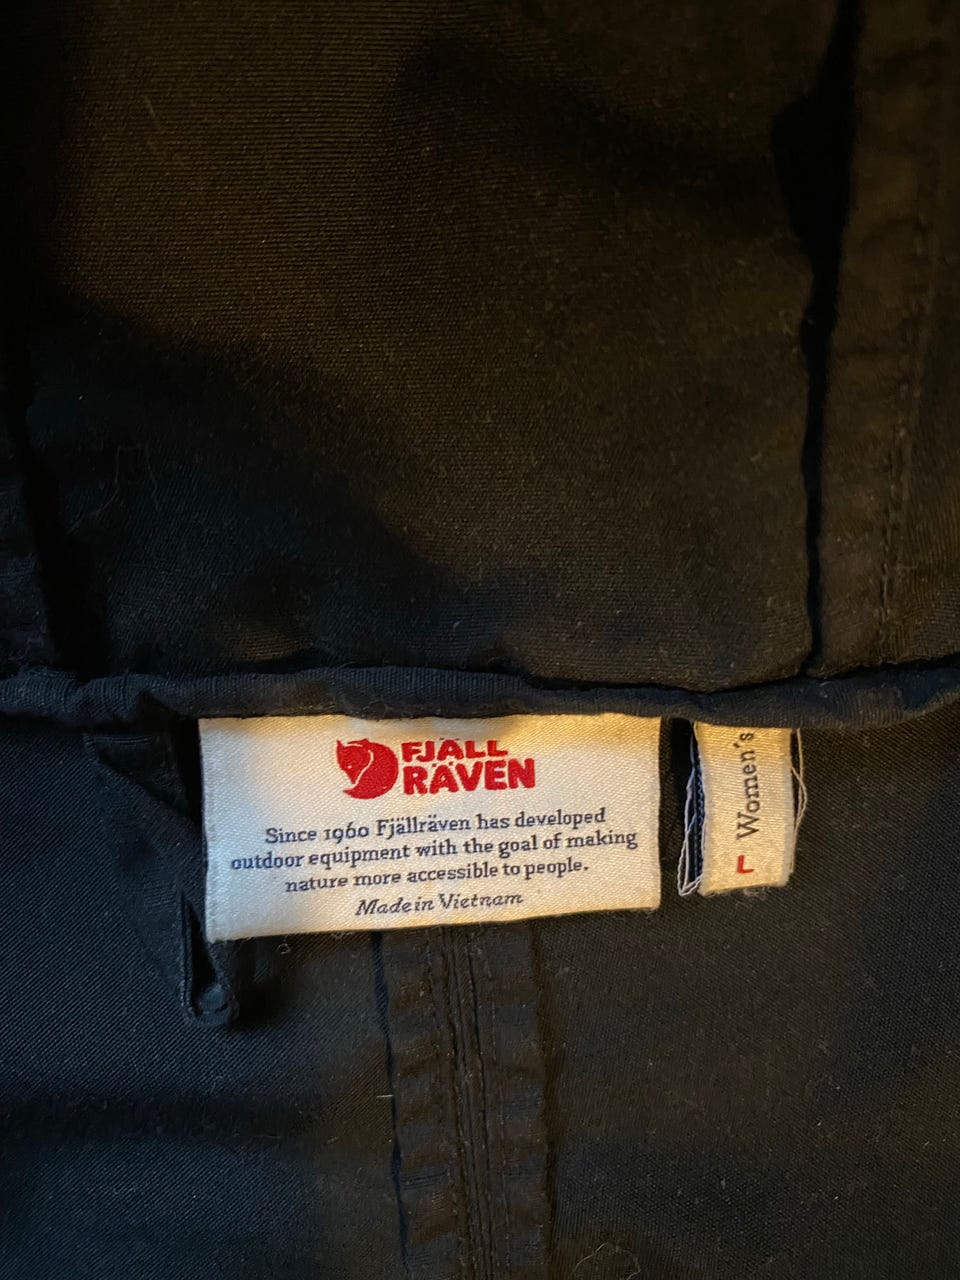 FJÄLL
RÄVEN
Since 1960 Fjällräven has developed
outdoor equipment with the goal of making
nature more accessible to people.
Made in Vietnam
L Women's